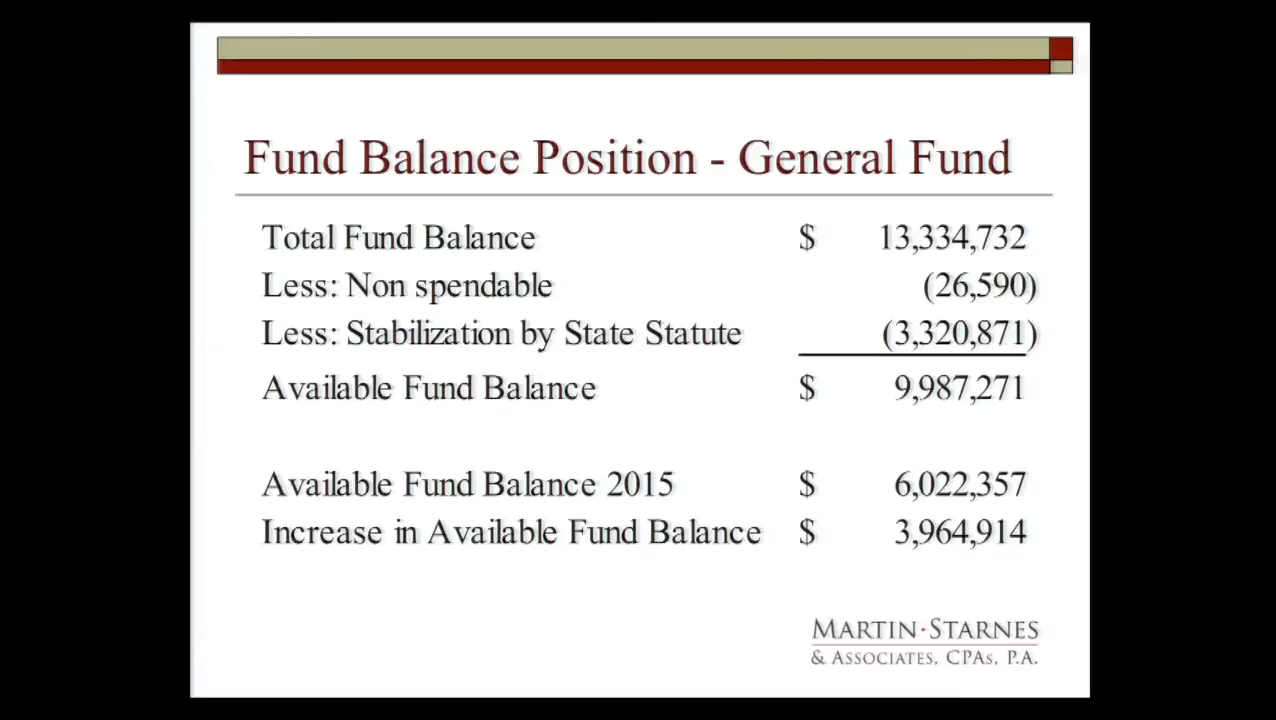 Fund Balance Position - General Fund
Total Fund Balance $ 13,334,732
Less: Non spendable (26,590)
Less: Stabilization by State Statute (3,320,871)
Available Fund Balance $ 9,987,271
Available Fund Balance 2015 $ 6,022,357
Increase in Available Fund Balance $ 3,964,914
MARTIN·STARNES
& ASSOCIATES, CPAS, P.A.